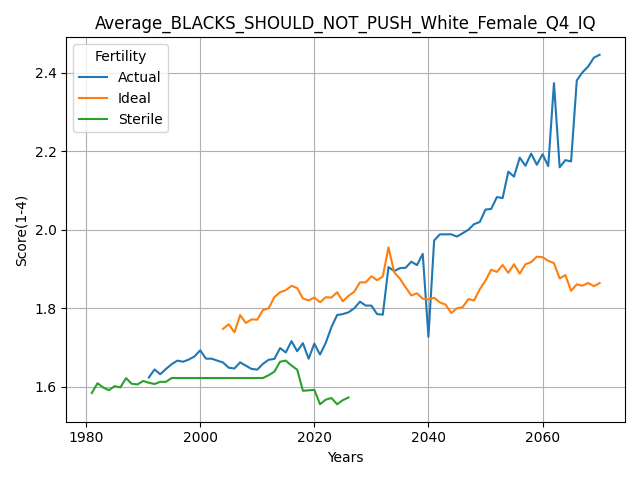 Average_BLACKS_SHOULD_NOT_PUSH_White_Female_Q4_IQ
Fertility
Actual
Ideal
Sterile
Score(1-4)
2.4
2.2
2.0
1.8
1.6
1980
2000
2020
2040
2060
Years